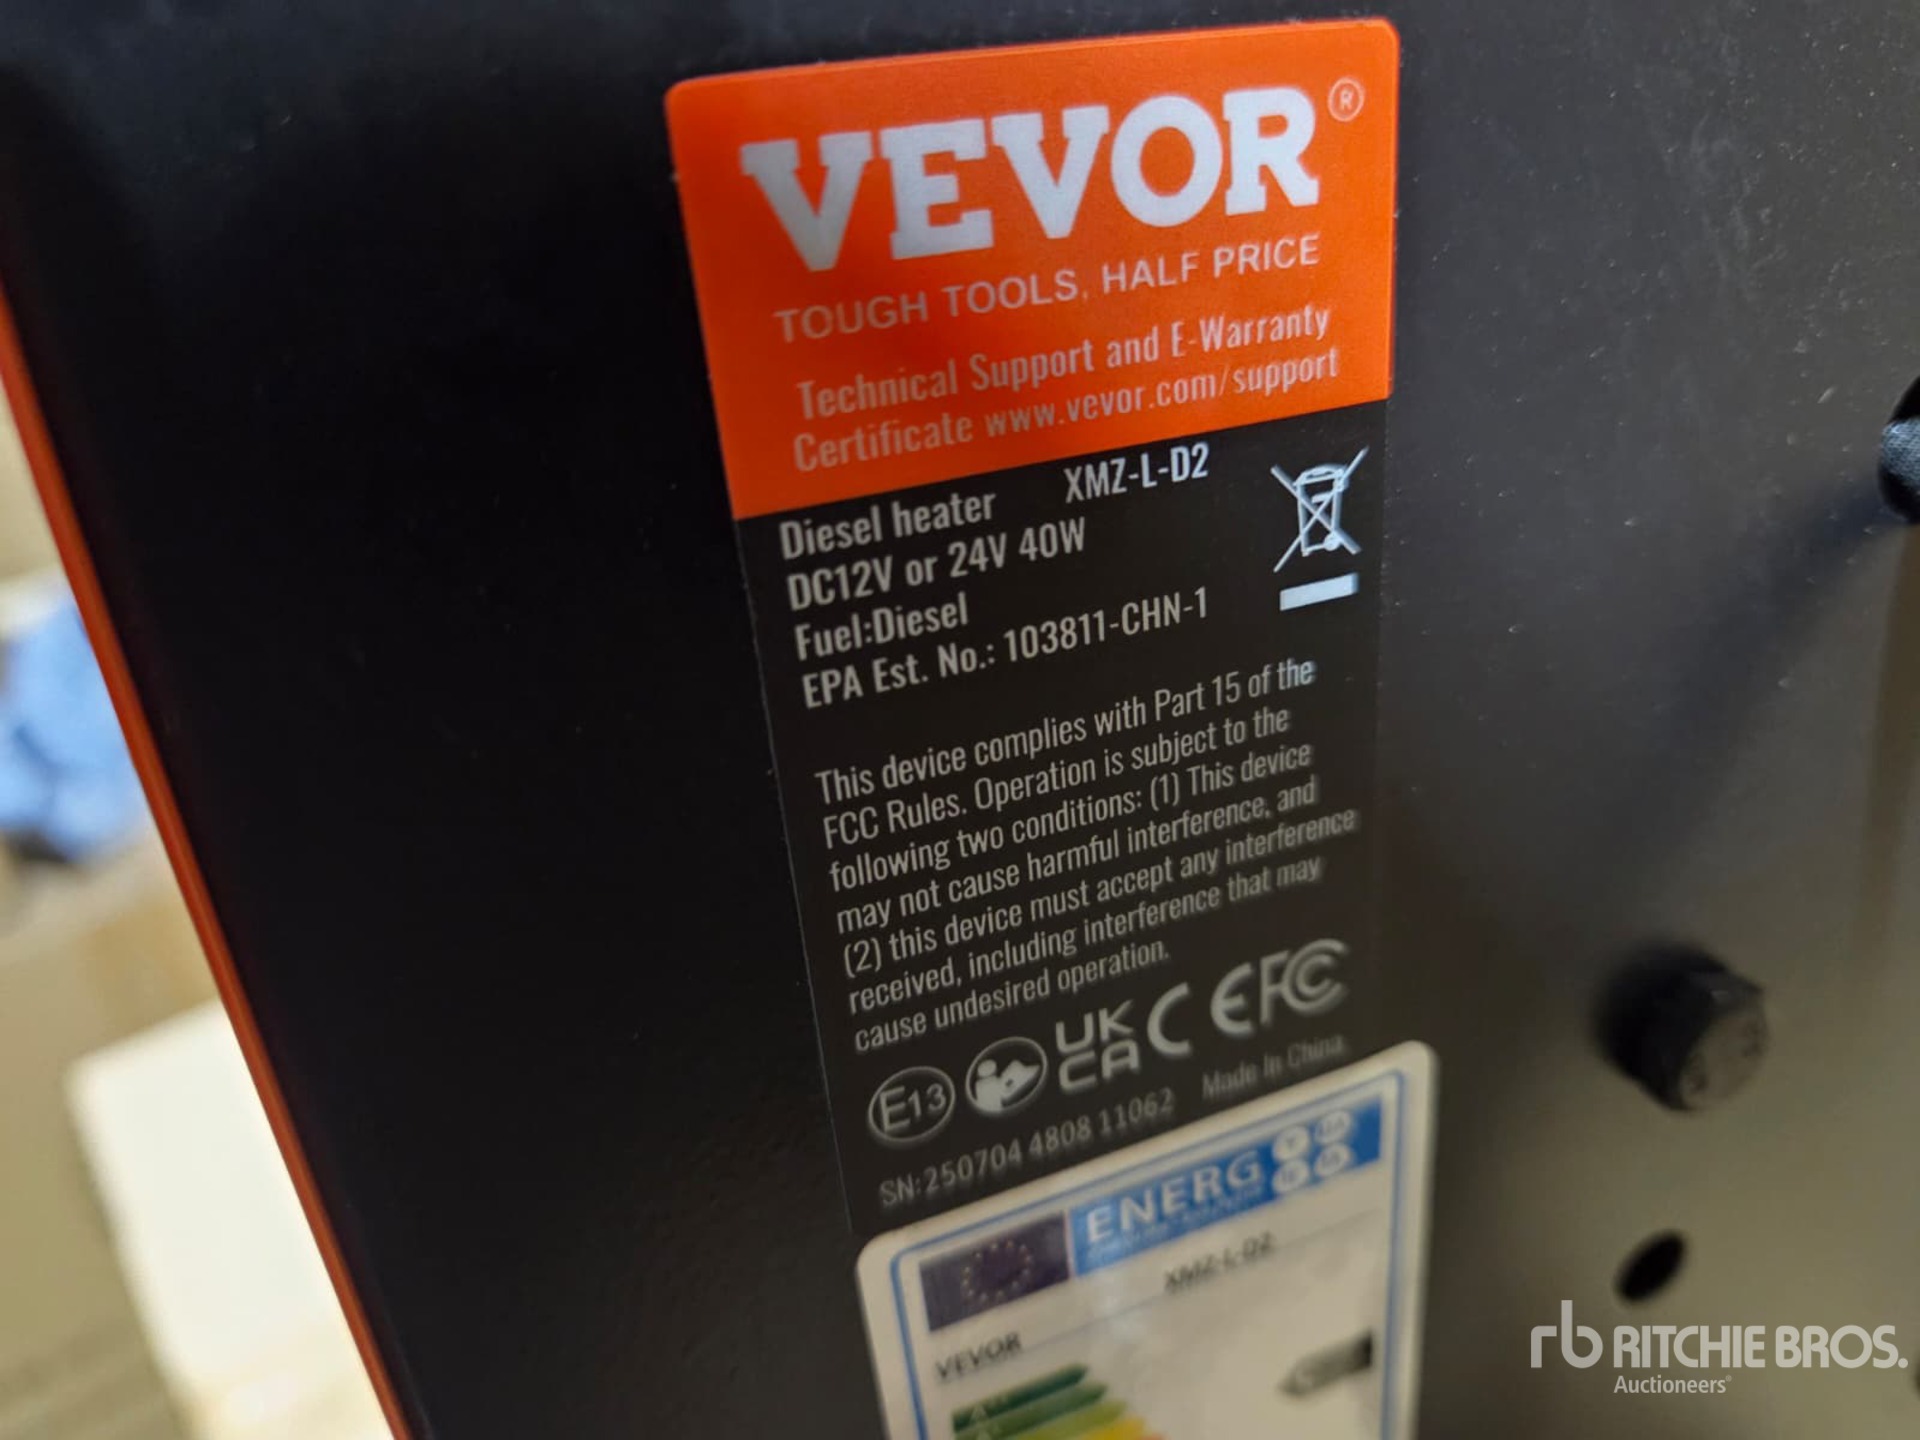 VEVOR®
TOUGH TOOLS, HALF PRICE
Technical Support and E-Warranty
Certificate www.vevor.com/support
Diesel heater XMZ-L-D2
DC12V or 24V 40W
Fuel:Diesel
EPA Est. No.: 103811-CHN-1
This device complies with Part 15 of the
FCC Rules. Operation is subject to the
following two conditions: (1) This device
may not cause harmful interference, and
(2) this device must accept any interference
received, including interference that may
cause undesired operation.
E13 UK CA CE FC
SN:250704 4808 11062 Made In China
ENERG
XMZ-L-D2
VEVOR
rb RITCHIE BROS.
Auctioneers